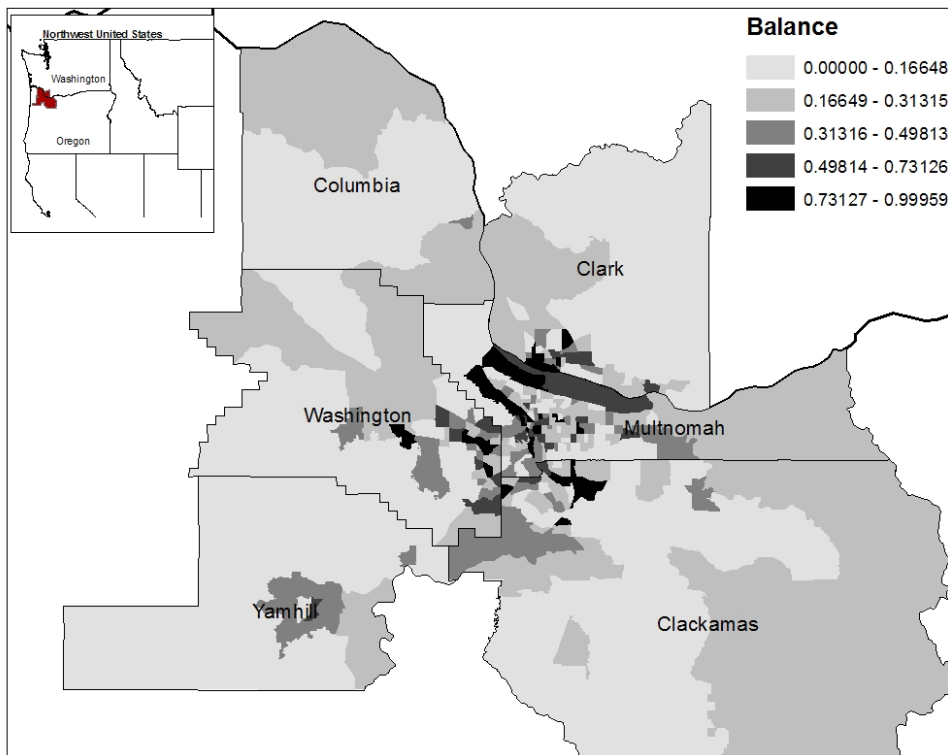 Northwest United States
Washington
Oregon
Balance
0.00000 - 0.16648
0.16649 - 0.31315
0.31316 - 0.49813
0.49814 - 0.73126
0.73127 - 0.99959
Columbia
Clark
Washington
Multnomah
Yamhill
Clackamas